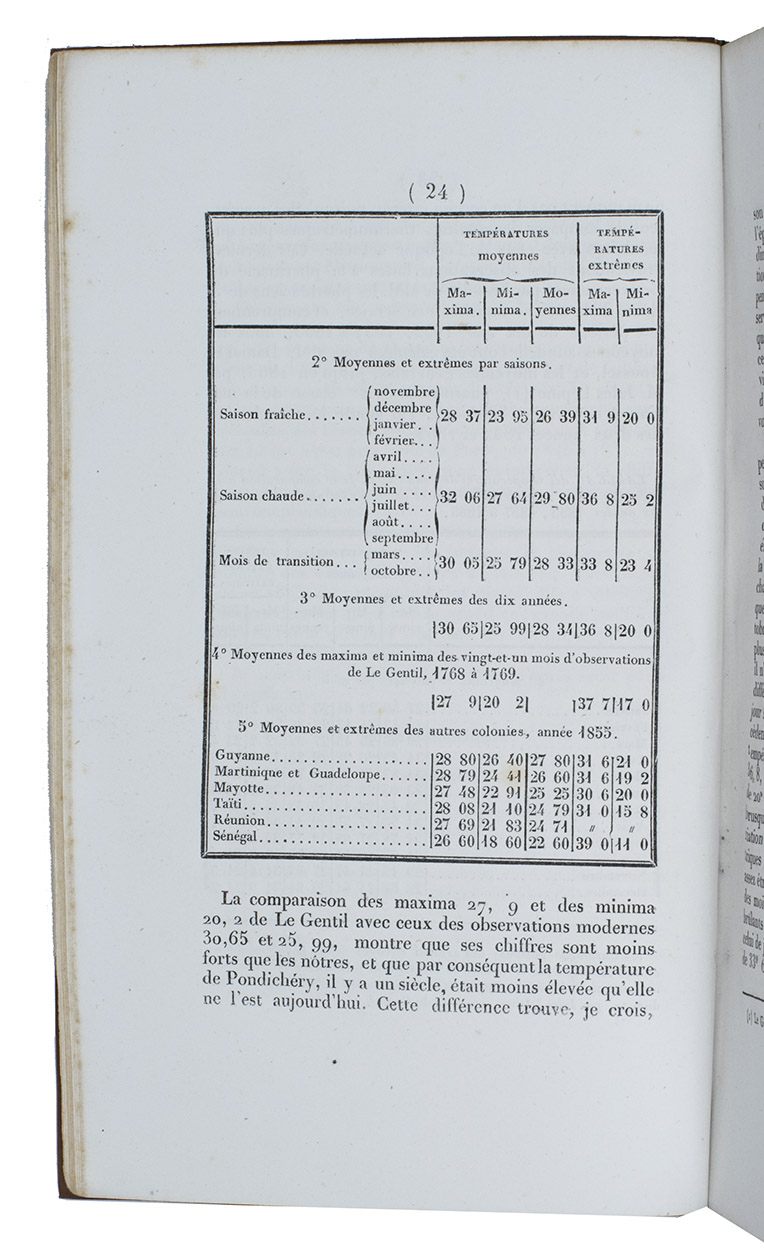 ( 24 )
TEMPÉRATURES moyennes TEMPÉ-RATURES extrêmes
Ma-xima. Mi-nima. Mo-yennes Ma-xima Mi-nima
2° Moyennes et extrêmes par saisons.
Saison fraîche....... novembre décembre janvier.. février... 28 37 23 95 26 39 31 9 20 0
Saison chaude....... avril.... mai..... juin .... juillet... août.... septembre 32 06 27 64 29 80 36 8 25 2
Mois de transition... mars.... octobre.. 30 05 25 79 28 33 33 8 23 4
3° Moyennes et extrêmes des dix années.
30 65 25 99 28 34 36 8 20 0
4° Moyennes des maxima et minima des vingt-et-un mois d'observations
de Le Gentil, 1768 à 1769.
27 9 20 2 37 7 17 0
5° Moyennes et extrêmes des autres colonies, année 1855.
Guyanne..................... 28 80 26 40 27 80 31 6 21 0
Martinique et Guadeloupe...... 28 79 24 41 26 60 31 6 19 2
Mayotte..................... 27 48 22 91 25 25 30 6 20 0
Taïti........................ 28 08 21 10 24 79 31 0 15 8
Réunion..................... 27 69 21 83 24 71 " "
Sénégal...................... 26 60 18 60 22 60 39 0 11 0
La comparaison des maxima 27, 9 et des minima
20, 2 de Le Gentil avec ceux des observations modernes
30,65 et 25, 99, montre que ses chiffres sont moins
forts que les nôtres, et que par conséquent la température
de Pondichéry, il y a un siècle, était moins élevée qu'elle
ne l'est aujourd'hui. Cette différence trouve, je crois,